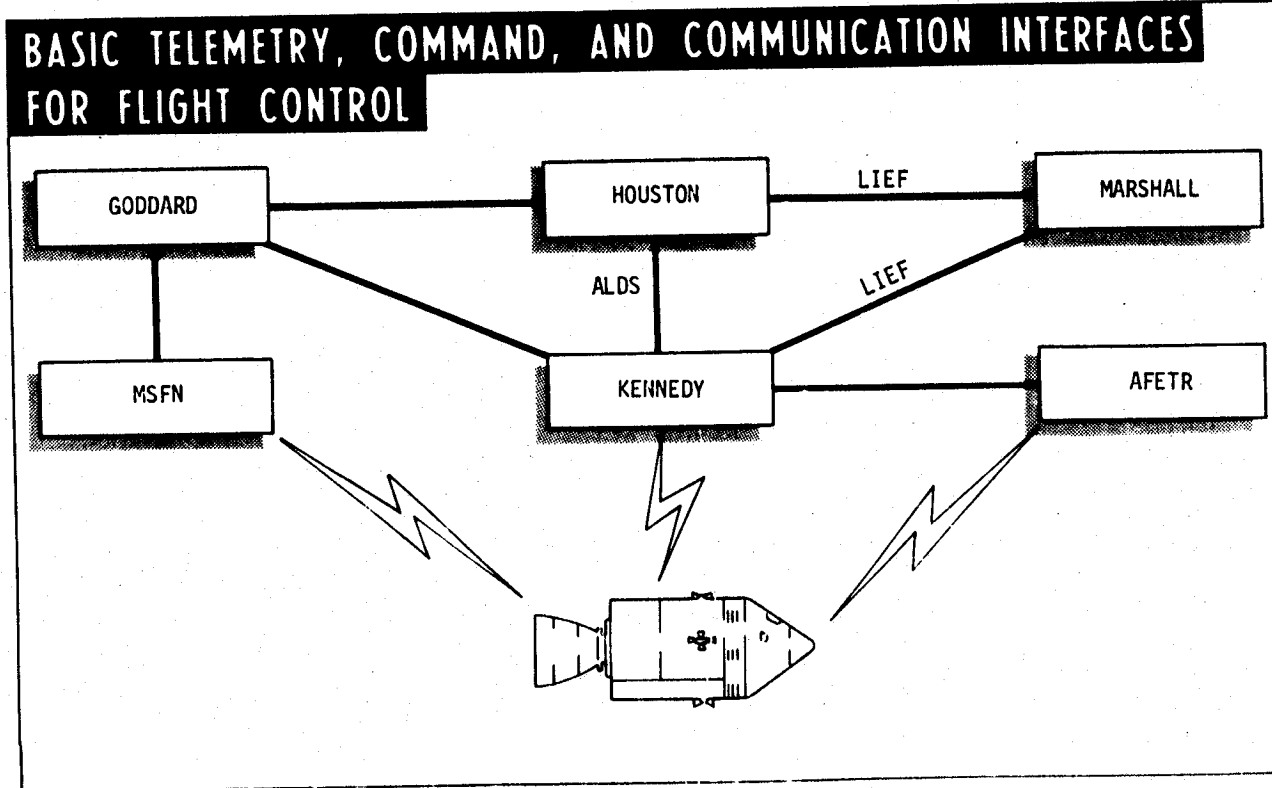 BASIC TELEMETRY, COMMAND, AND COMMUNICATION INTERFACES
FOR FLIGHT CONTROL
GODDARD
HOUSTON
LIEF
MARSHALL
ALDS
LIEF
MSFN
KENNEDY
AFETR